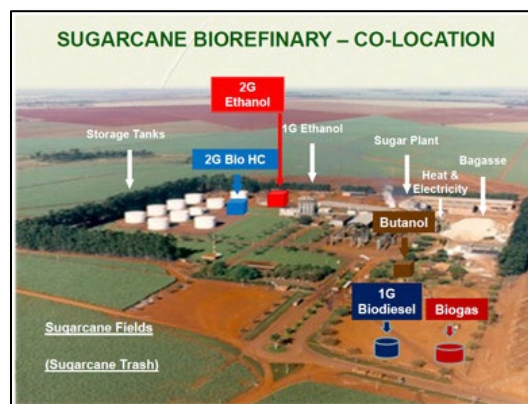 SUGARCANE BIOREFINARY – CO-LOCATION
2G
Ethanol
Storage Tanks
1G Ethanol
Sugar Plant
Bagasse
2G Bio HC
Heat &
Electricity
Butanol
1G
Biodiesel
Biogas
Sugarcane Fields
(Sugarcane Trash)